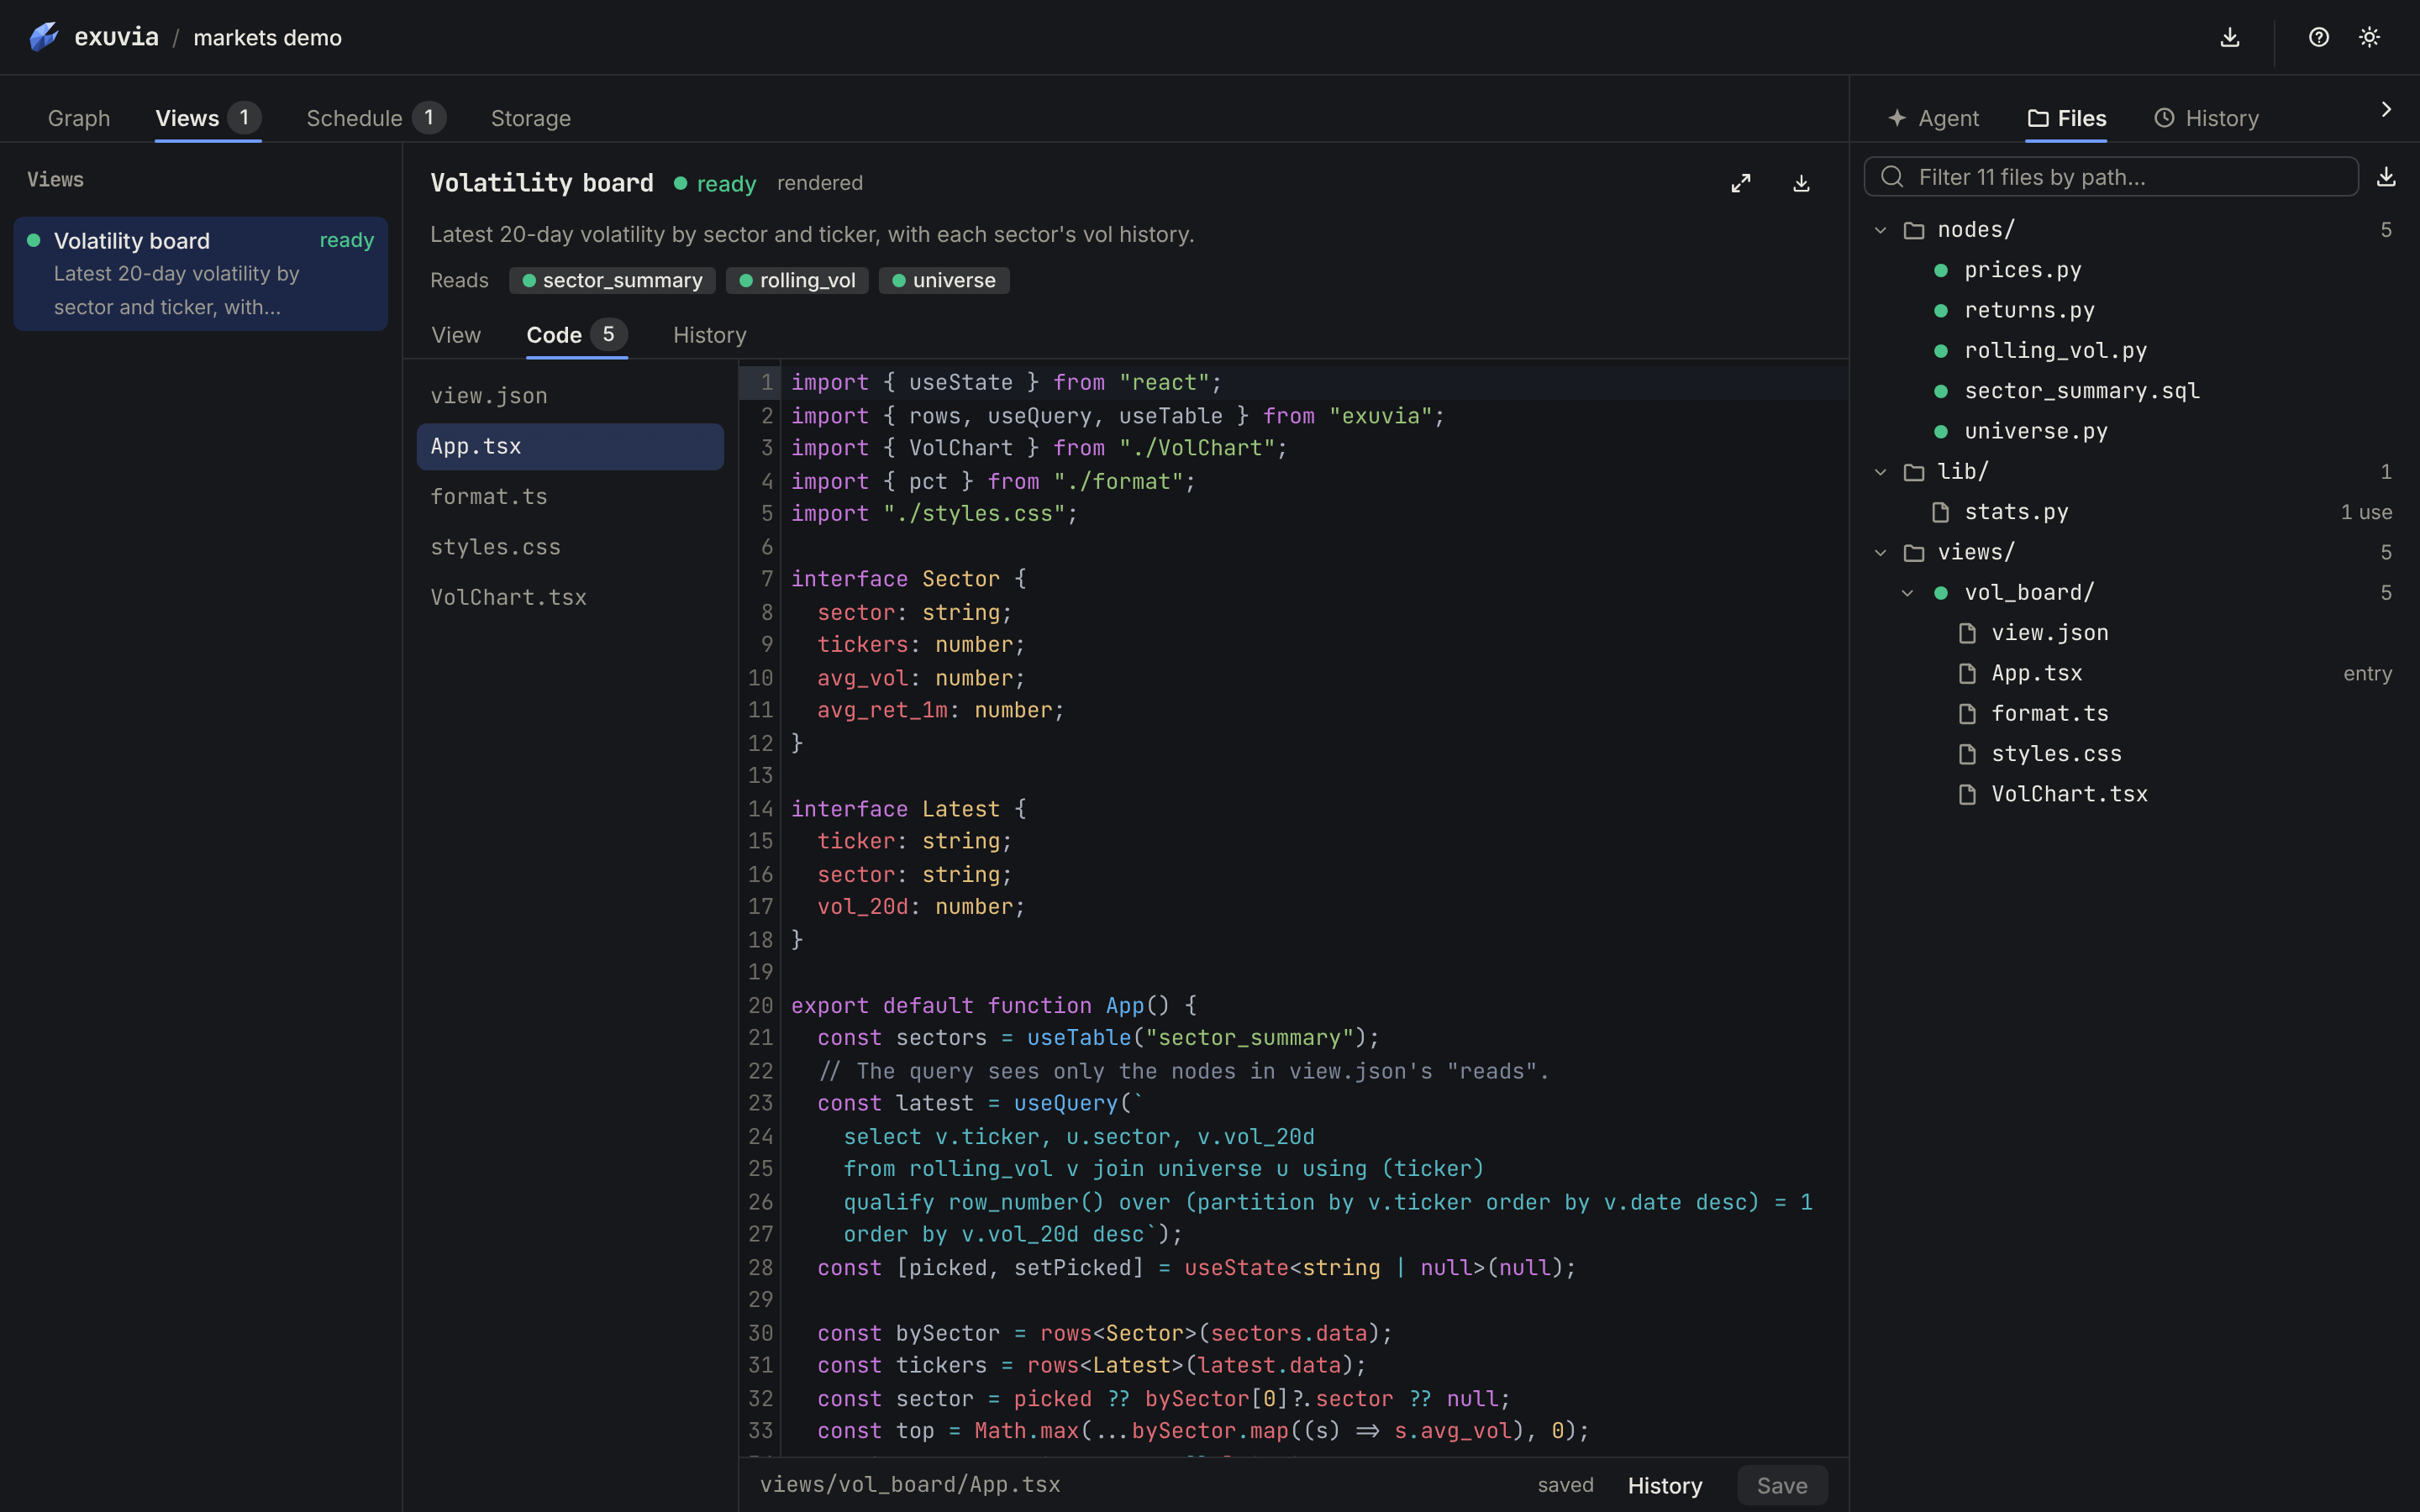 exuvia / markets demo
Graph Views 1 Schedule 1 Storage
Agent Files History
Views
Volatility board ready
Latest 20-day volatility by
sector and ticker, with...
Volatility board ready rendered
Latest 20-day volatility by sector and ticker, with each sector's vol history.
Reads sector_summary rolling_vol universe
View Code 5 History
view.json
App.tsx
format.ts
styles.css
VolChart.tsx
1 import { useState } from "react";
2 import { rows, useQuery, useTable } from "exuvia";
3 import { VolChart } from "./VolChart";
4 import { pct } from "./format";
5 import "./styles.css";
6
7 interface Sector {
8   sector: string;
9   tickers: number;
10   avg_vol: number;
11   avg_ret_1m: number;
12 }
13
14 interface Latest {
15   ticker: string;
16   sector: string;
17   vol_20d: number;
18 }
19
20 export default function App() {
21   const sectors = useTable("sector_summary");
22   // The query sees only the nodes in view.json's "reads".
23   const latest = useQuery(`
24     select v.ticker, u.sector, v.vol_20d
25     from rolling_vol v join universe u using (ticker)
26     qualify row_number() over (partition by v.ticker order by v.date desc) = 1
27     order by v.vol_20d desc`);
28   const [picked, setPicked] = useState<string | null>(null);
29
30   const bySector = rows<Sector>(sectors.data);
31   const tickers = rows<Latest>(latest.data);
32   const sector = picked ?? bySector[0]?.sector ?? null;
33   const top = Math.max(...bySector.map((s) => s.avg_vol), 0);
views/vol_board/App.tsx saved History Save
Filter 11 files by path...
nodes/ 5
prices.py
returns.py
rolling_vol.py
sector_summary.sql
universe.py
lib/ 1
stats.py 1 use
views/ 5
vol_board/ 5
view.json
App.tsx entry
format.ts
styles.css
VolChart.tsx